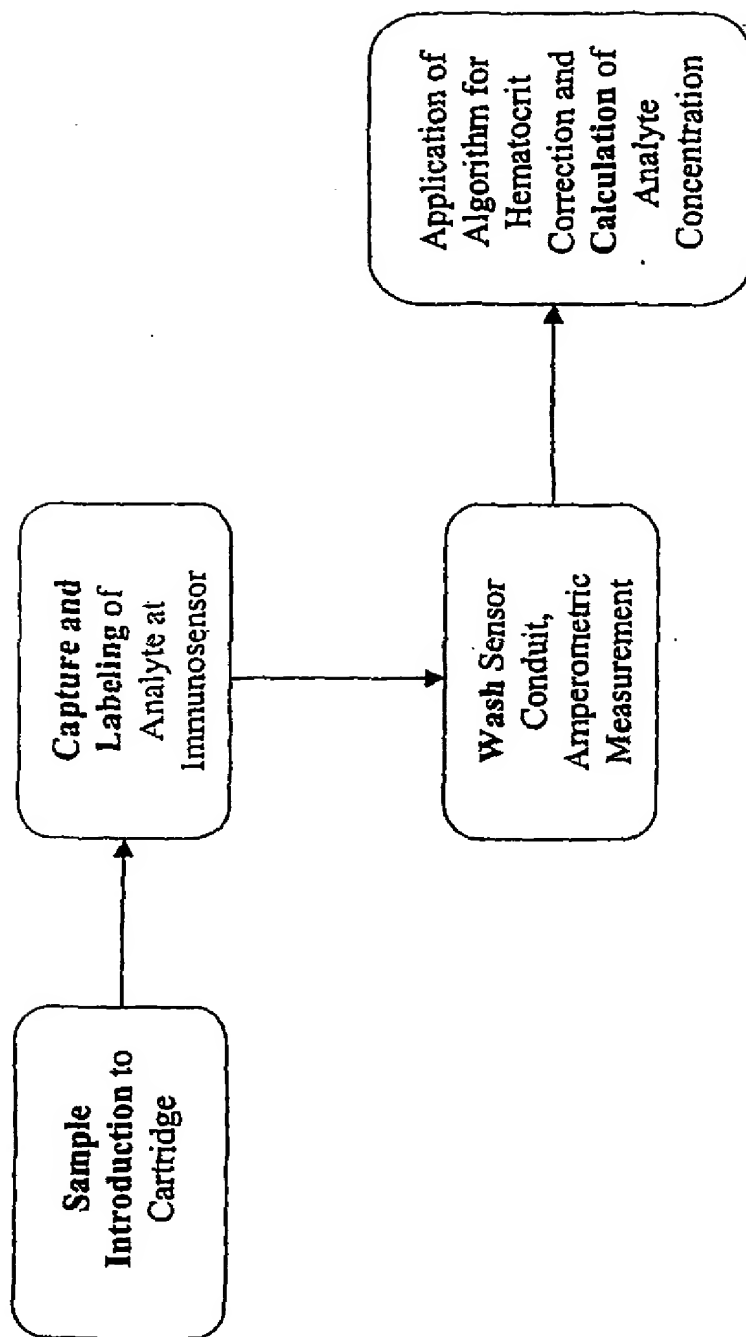 Sample
Introduction to
Cartridge
Capture and
Labeling of
Analyte at
Immunosensor
Wash Sensor
Conduit,
Amperometric
Measurement
Application of
Algorithm for
Hematocrit
Correction and
Calculation of
Analyte
Concentration